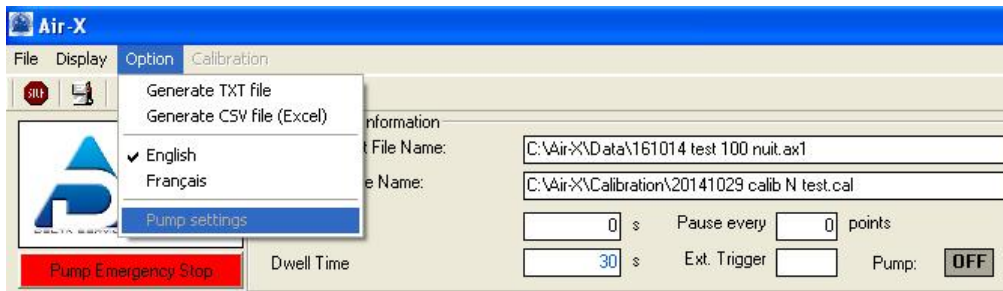 Air-X
File Display Option Calibration
STOP
Generate TXT file
Generate CSV file (Excel)
English
Français
Pump settings
nformation
t File Name: C:\Air-X\Data\161014 test 100 nuit.ax1
e Name: C:\Air-X\Calibration\20141029 calib N test.cal
0 s Pause every 0 points
Dwell Time 30 s Ext. Trigger Pump: OFF
Pump Emergency Stop